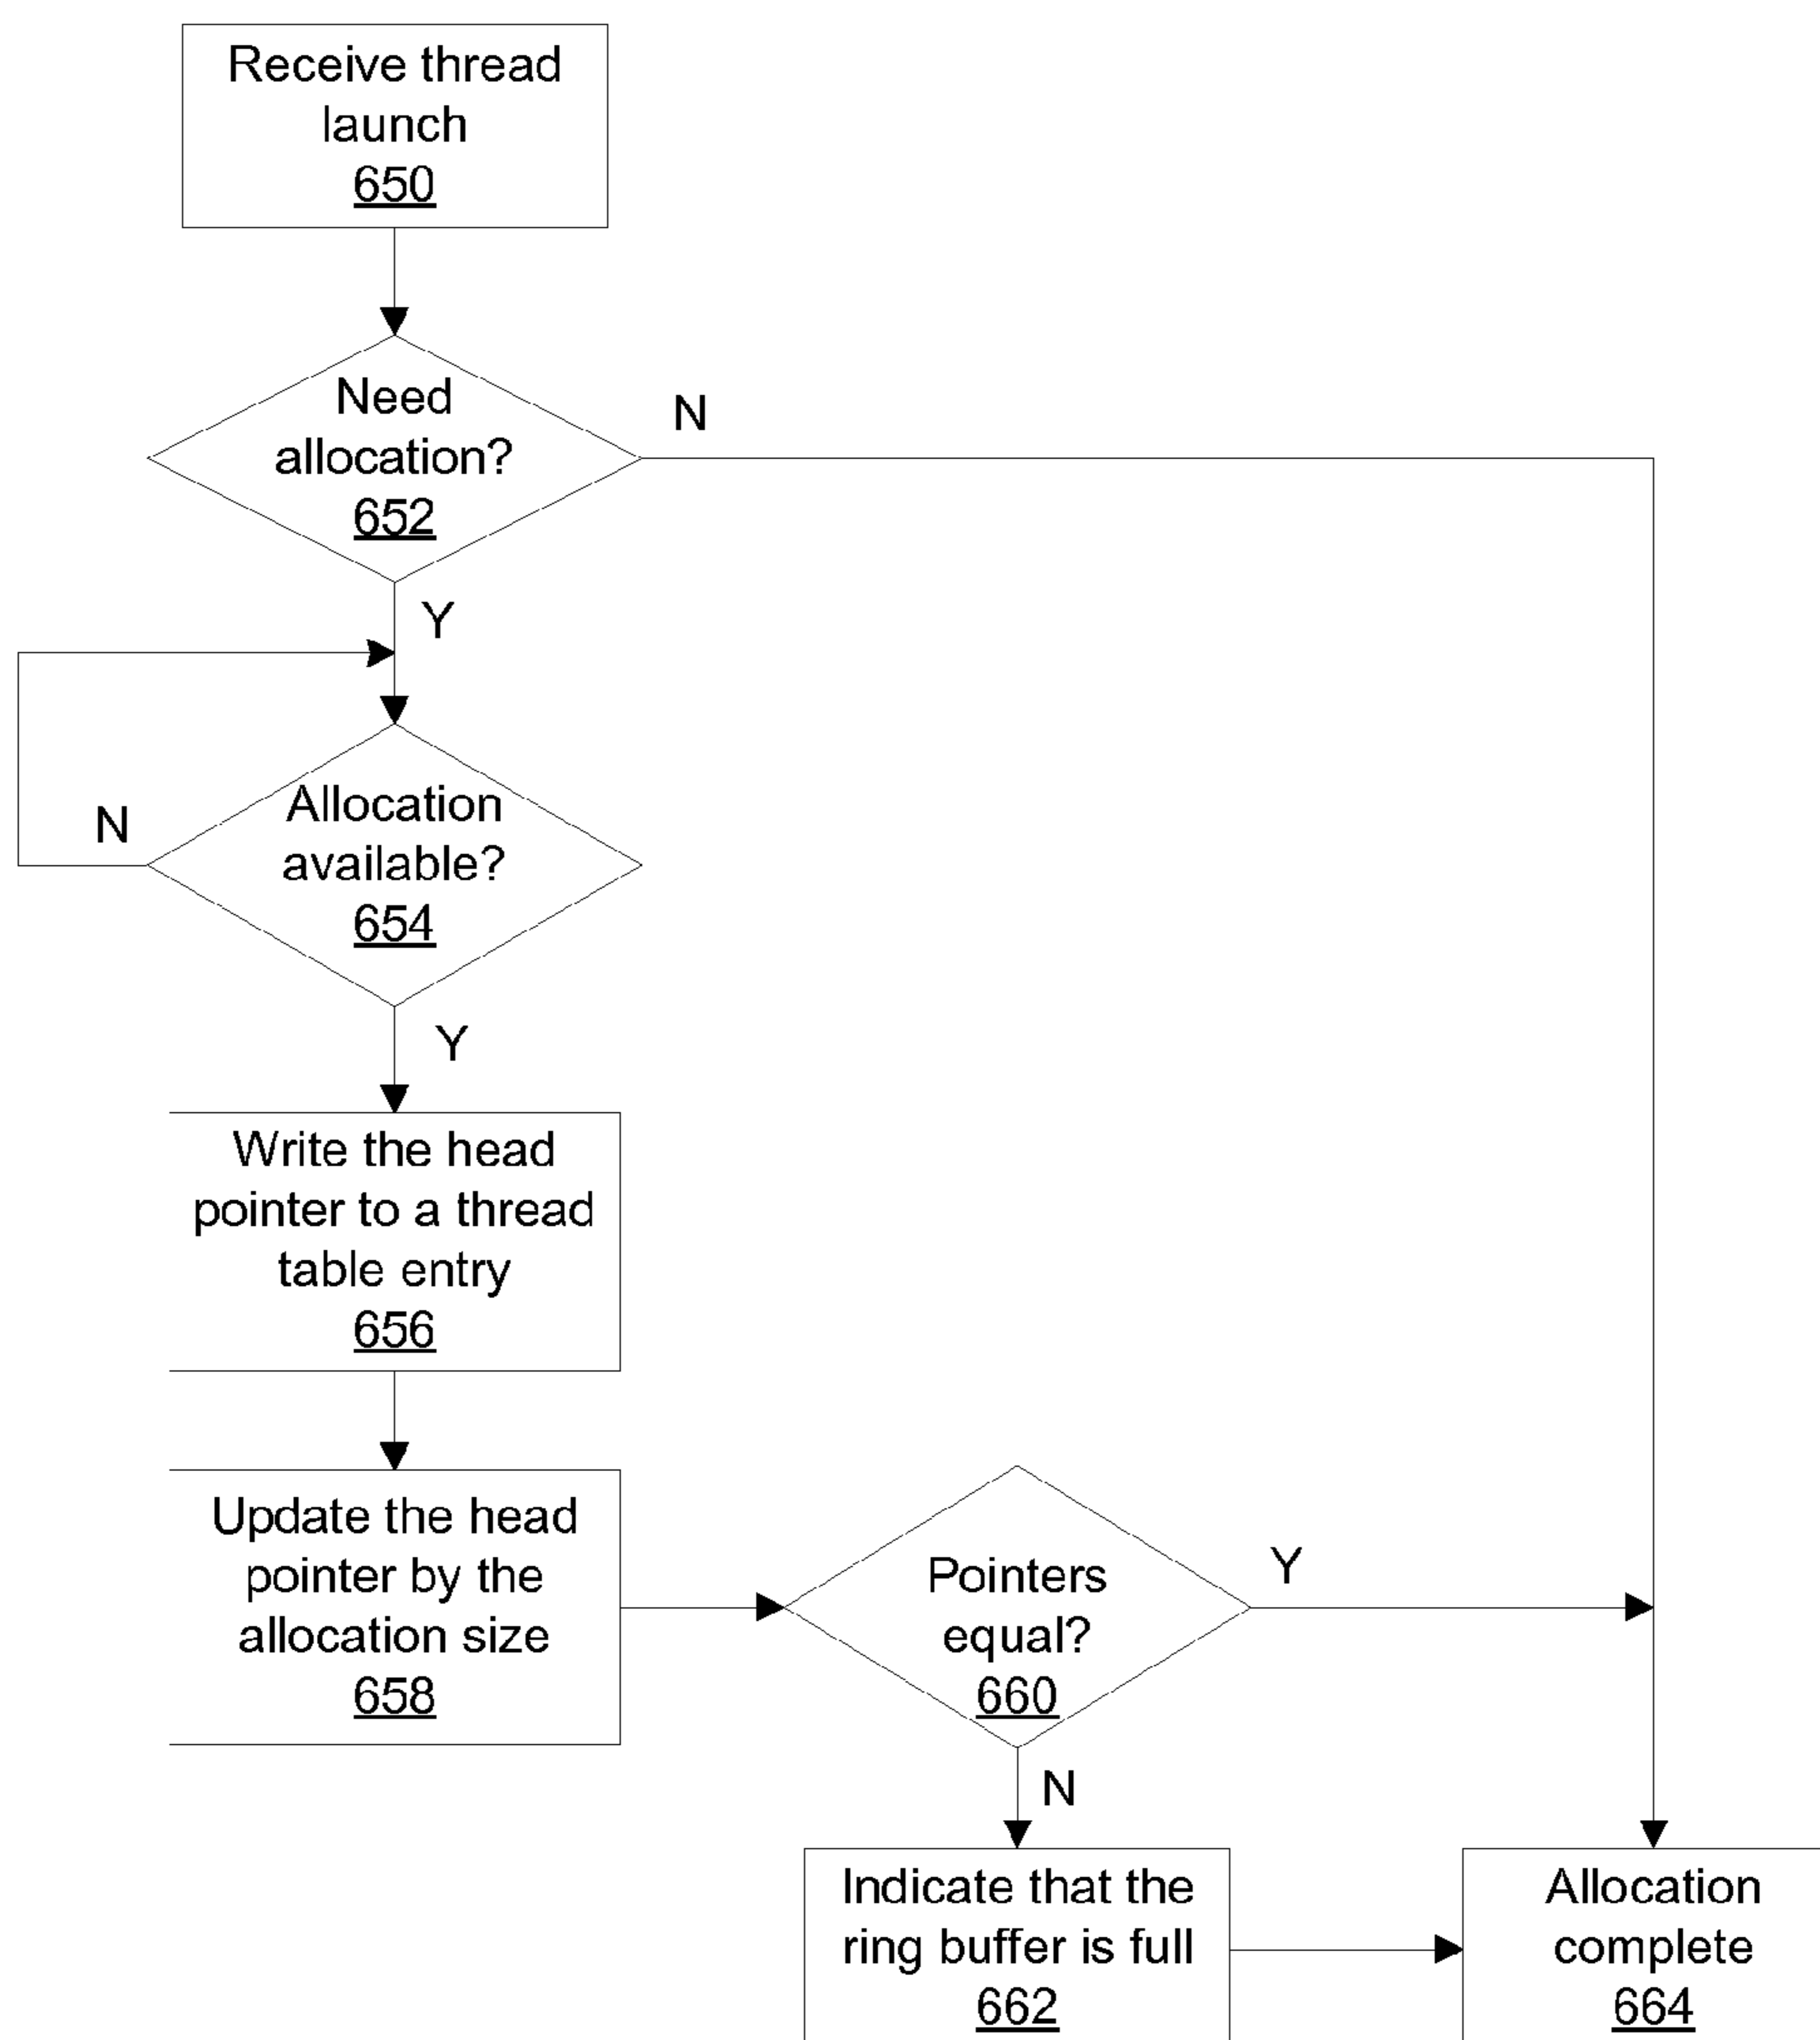 Receive thread
launch
650
Need
allocation?
652
N
Y
Allocation
available?
654
N
Y
Write the head
pointer to a thread
table entry
656
Update the head
pointer by the
allocation size
658
Pointers
equal?
660
Y
N
Indicate that the
ring buffer is full
662
Allocation
complete
664